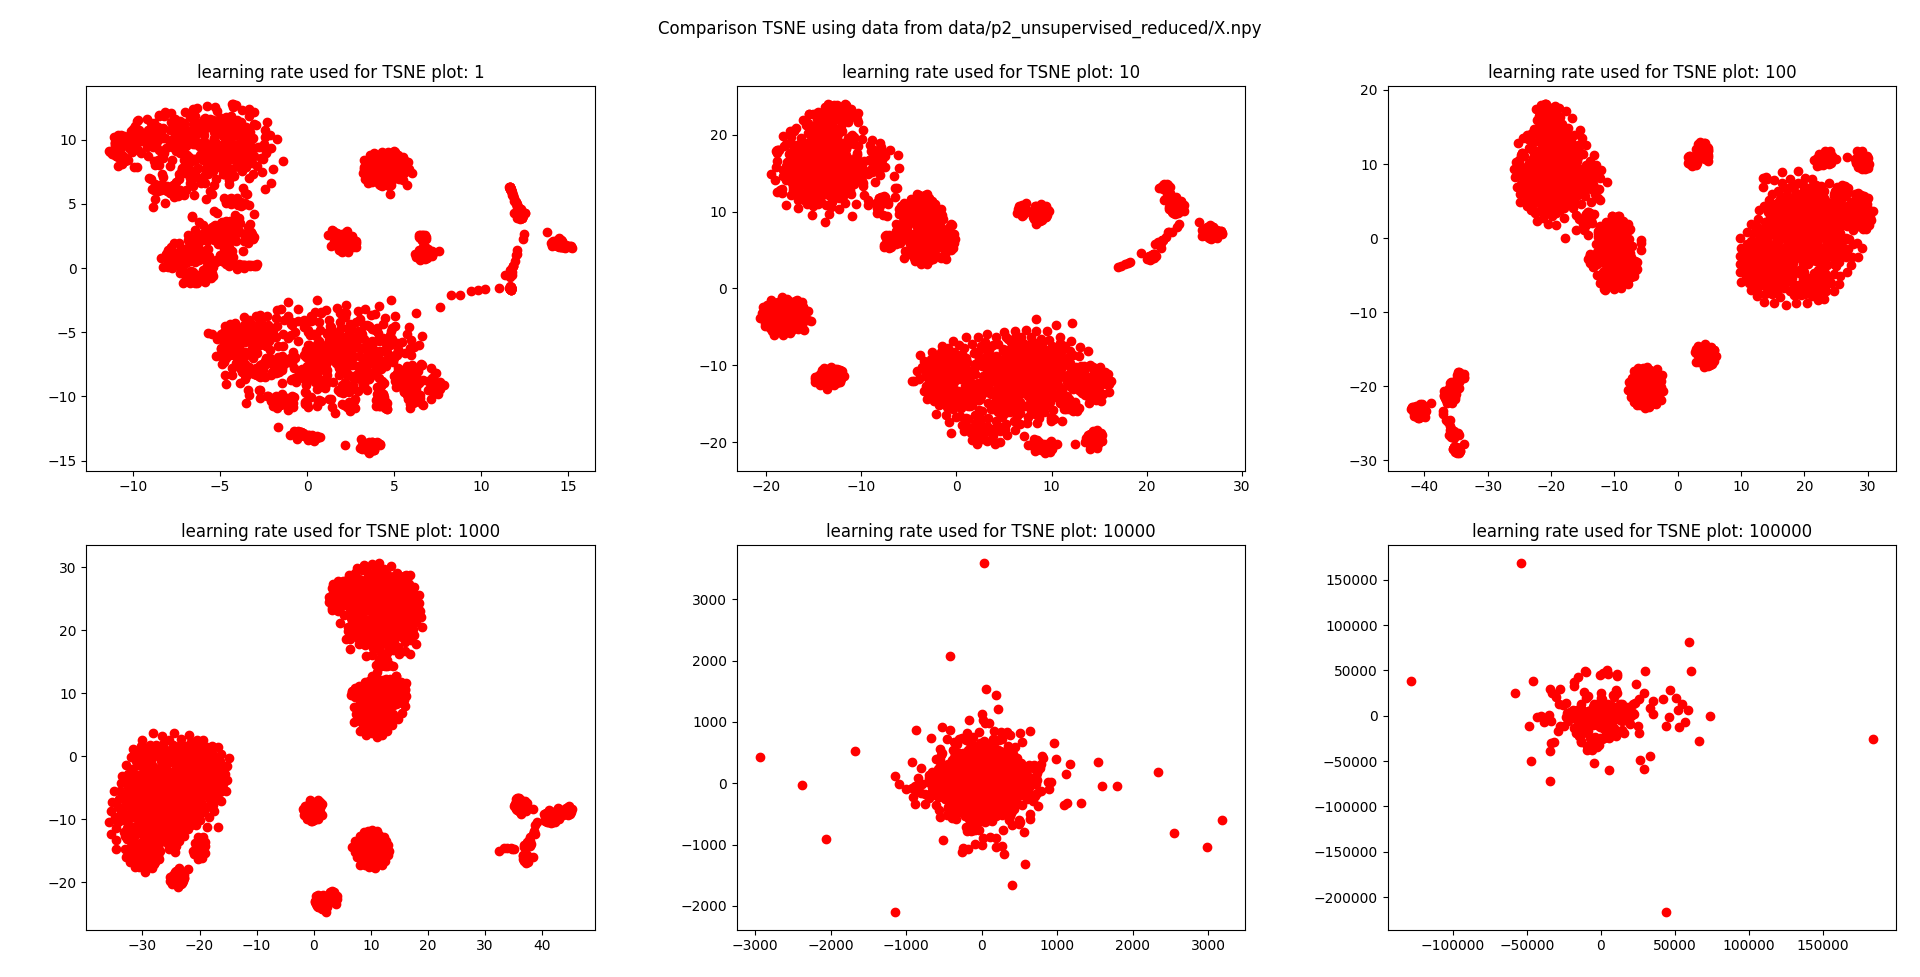 Comparison TSNE using data from data/p2_unsupervised_reduced/X.npy
learning rate used for TSNE plot: 1
10
5
0
−5
−10
−15
−10 −5 0 5 10 15
learning rate used for TSNE plot: 10
20
10
0
−10
−20
−20 −10 0 10 20 30
learning rate used for TSNE plot: 100
20
10
0
−10
−20
−30
−40 −30 −20 −10 0 10 20 30
learning rate used for TSNE plot: 1000
30
20
10
0
−10
−20
−30 −20 −10 0 10 20 30 40
learning rate used for TSNE plot: 10000
3000
2000
1000
0
−1000
−2000
−3000 −2000 −1000 0 1000 2000 3000
learning rate used for TSNE plot: 100000
150000
100000
50000
0
−50000
−100000
−150000
−200000
−100000 −50000 0 50000 100000 150000